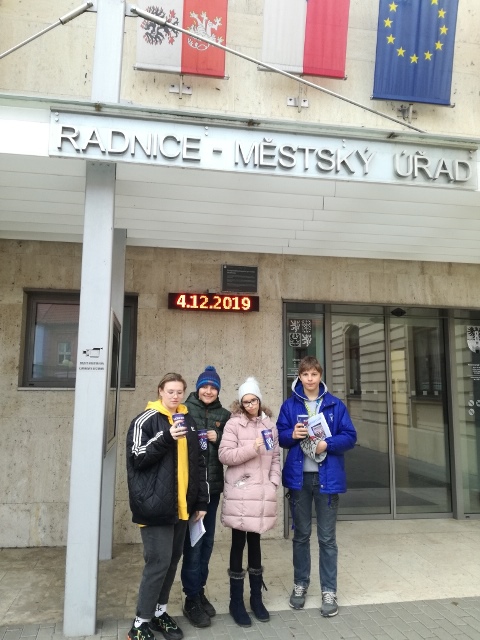 RADNICE - MĚSTSKÝ ÚŘAD
4.12.2019